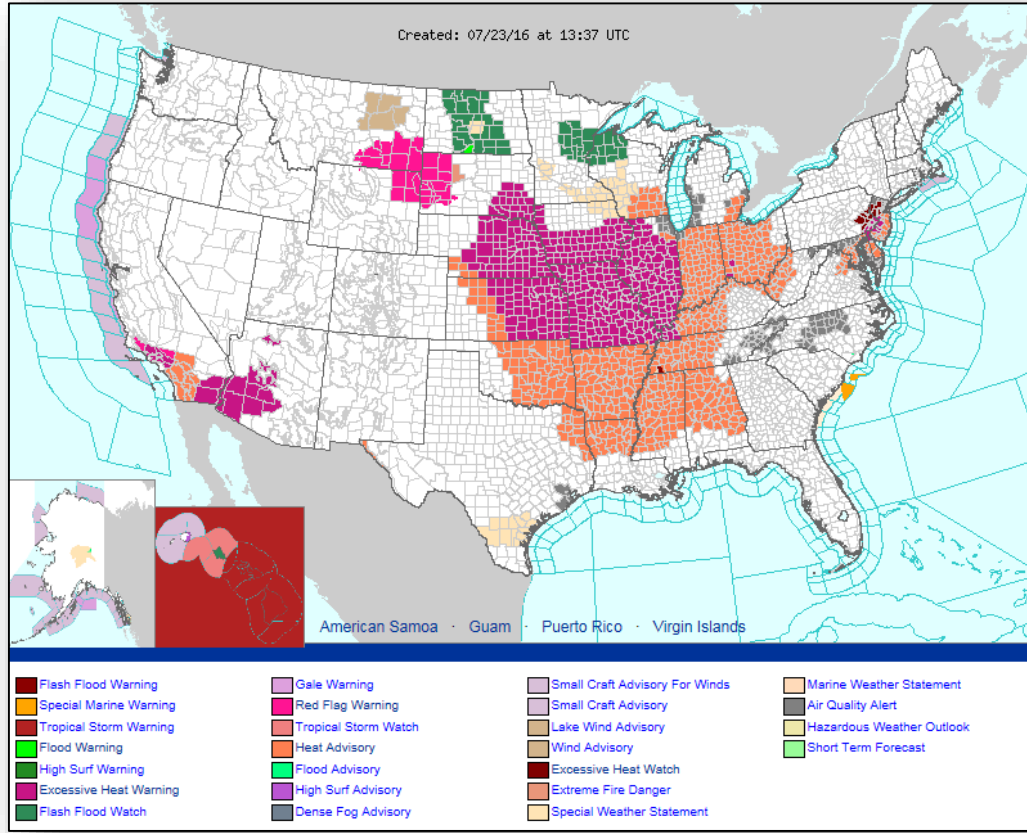 Created: 07/23/16 at 13:37 UTC
American Samoa · Guam · Puerto Rico · Virgin Islands
Flash Flood Warning
Special Marine Warning
Tropical Storm Warning
Flood Warning
High Surf Warning
Excessive Heat Warning
Flash Flood Watch
Gale Warning
Red Flag Warning
Tropical Storm Watch
Heat Advisory
Flood Advisory
High Surf Advisory
Dense Fog Advisory
Small Craft Advisory For Winds
Small Craft Advisory
Lake Wind Advisory
Wind Advisory
Excessive Heat Watch
Extreme Fire Danger
Special Weather Statement
Marine Weather Statement
Air Quality Alert
Hazardous Weather Outlook
Short Term Forecast